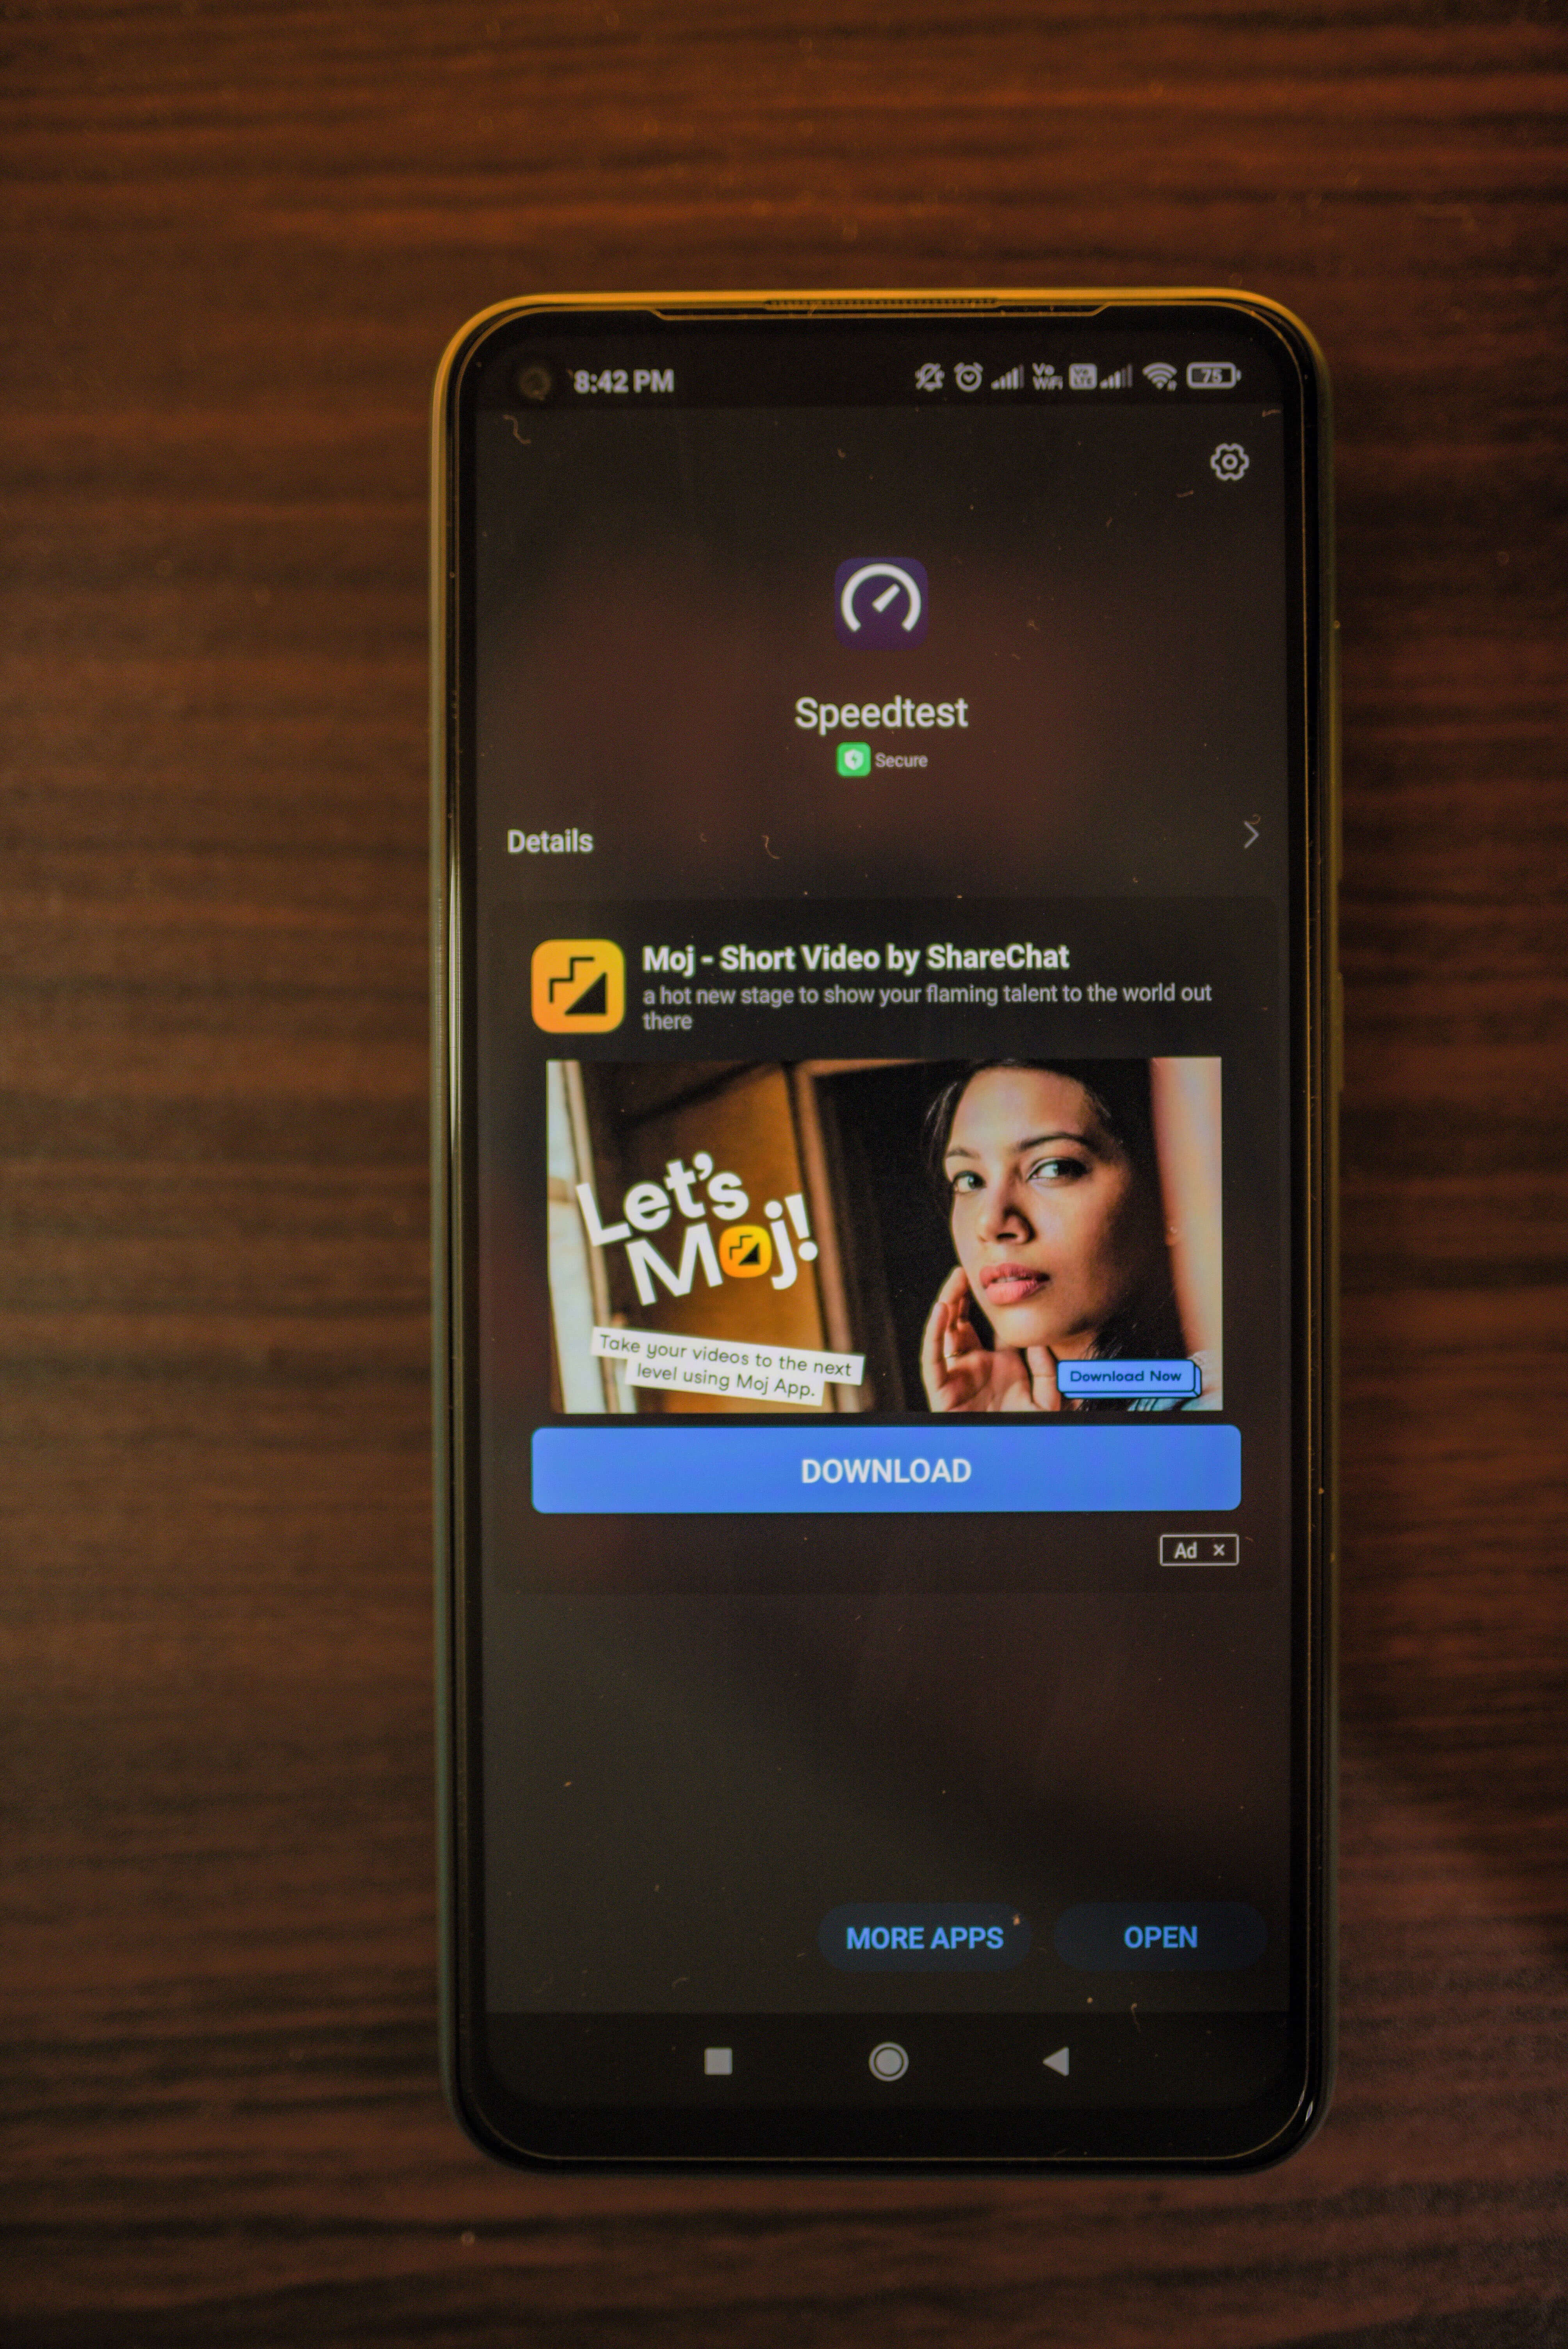 8:42 PM
Vo
WiFi
Vo
LTE
75
Speedtest
Secure
Details
Moj - Short Video by ShareChat
a hot new stage to show your flaming talent to the world out
there
Let's
Moj!
Take your videos to the next
level using Moj App.
Download Now
DOWNLOAD
Ad ×
MORE APPS
OPEN